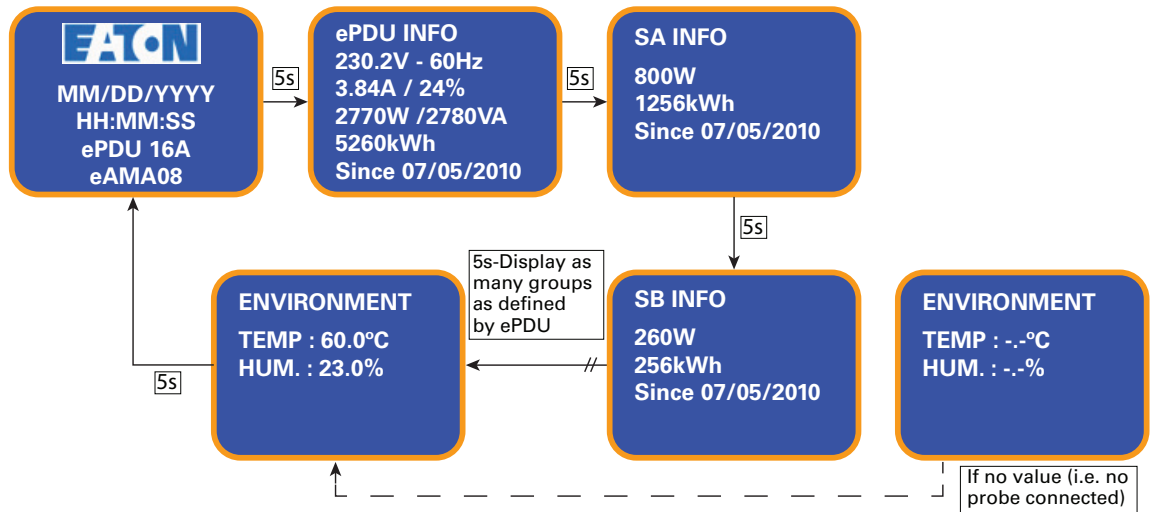 EATON
MM/DD/YYYY
HH:MM:SS
ePDU 16A
eAMA08
5s
ePDU INFO
230.2V - 60Hz
3.84A / 24%
2770W /2780VA
5260kWh
Since 07/05/2010
5s
SA INFO
800W
1256kWh
Since 07/05/2010
5s
SB INFO
260W
256kWh
Since 07/05/2010
5s-Display as
many groups
as defined
by ePDU
ENVIRONMENT
TEMP : 60.0ºC
HUM. : 23.0%
5s
ENVIRONMENT
TEMP : -.-ºC
HUM. : -.-%
If no value (i.e. no
probe connected)